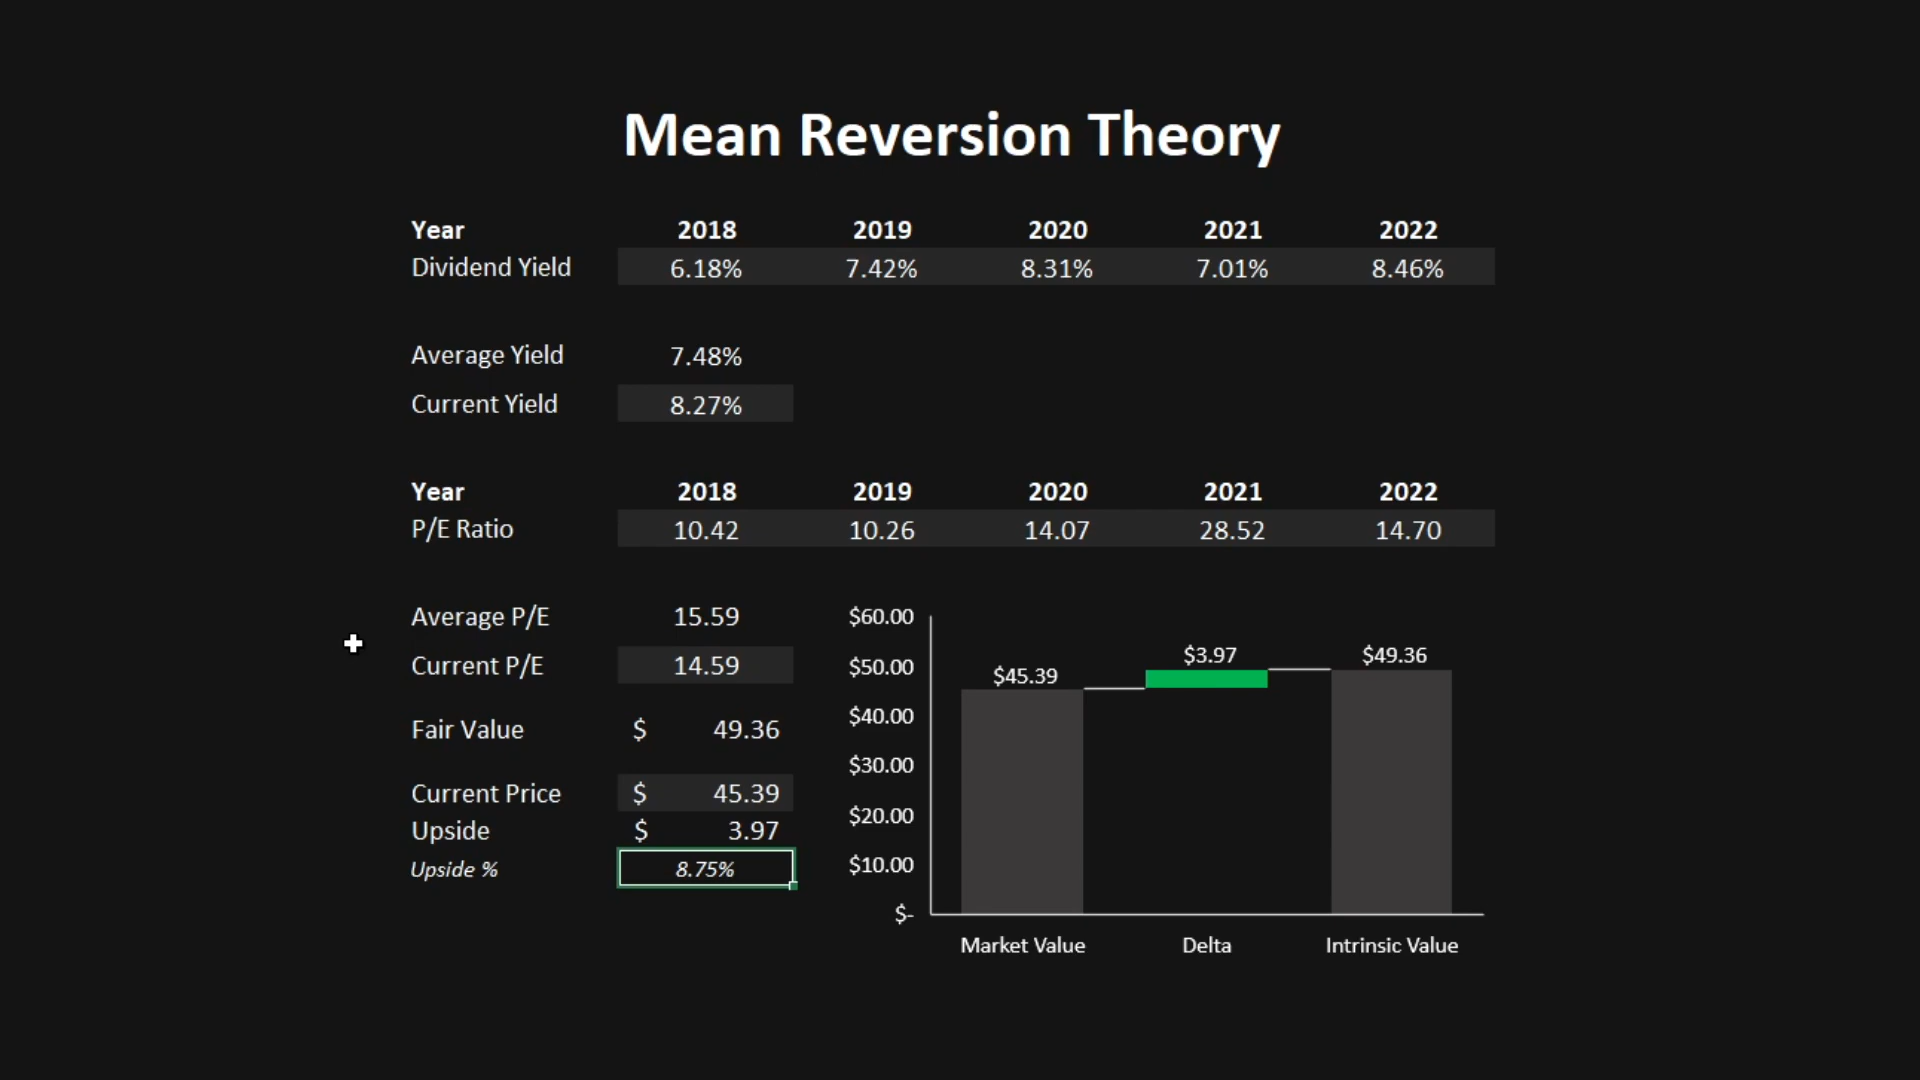 Mean Reversion Theory
Year 2018 2019 2020 2021 2022
Dividend Yield 6.18% 7.42% 8.31% 7.01% 8.46%
Average Yield 7.48%
Current Yield 8.27%
Year 2018 2019 2020 2021 2022
P/E Ratio 10.42 10.26 14.07 28.52 14.70
Average P/E 15.59
Current P/E 14.59
Fair Value $ 49.36
Current Price $ 45.39
Upside $ 3.97
Upside % 8.75%
$60.00
$50.00
$40.00
$30.00
$20.00
$10.00
$-
$45.39 $3.97 $49.36
Market Value Delta Intrinsic Value